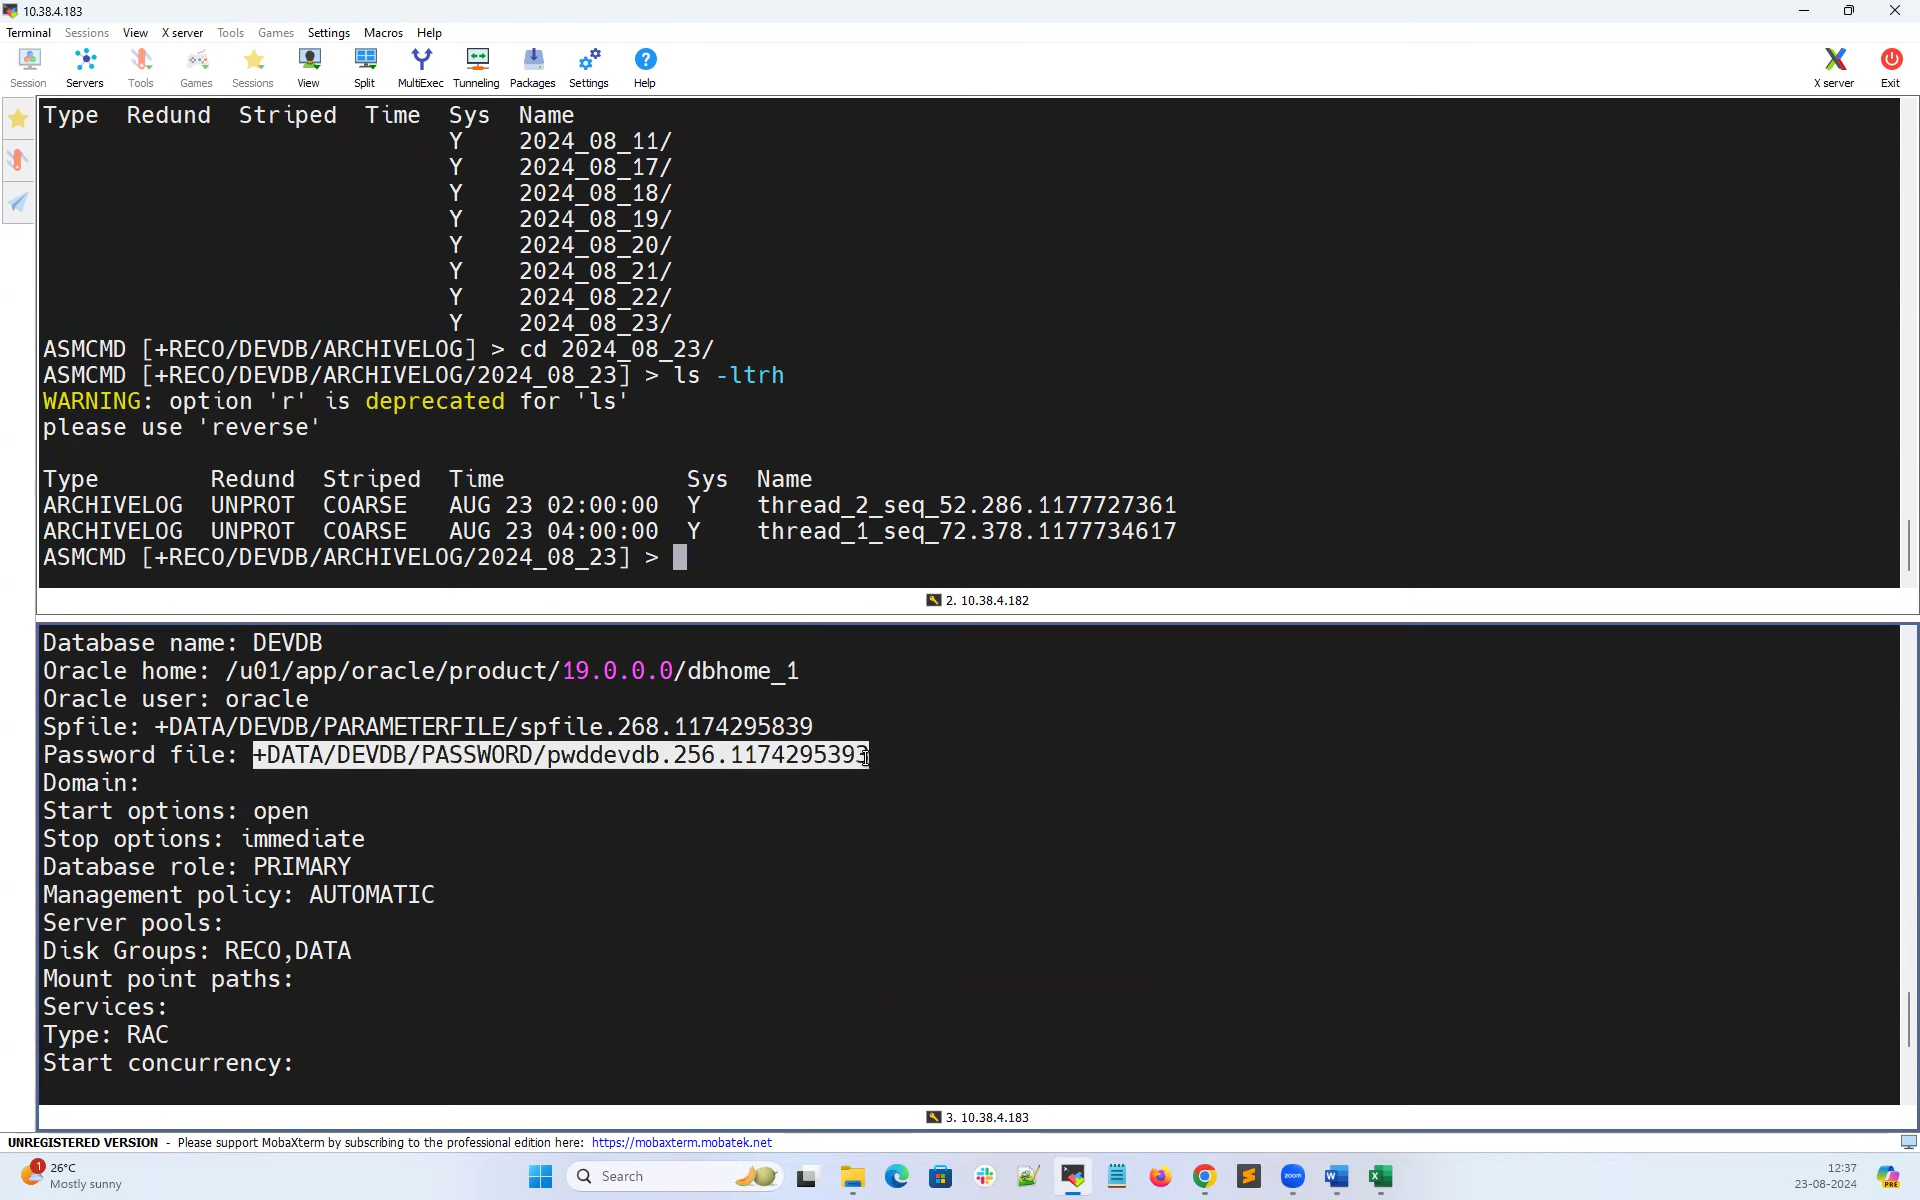 10.38.4.183
Terminal Sessions View X server Tools Games Settings Macros Help
Session Servers Tools Games Sessions View Split MultiExec Tunneling Packages Settings Help X server Exit
Type Redund Striped Time Sys Name
Y 2024_08_11/
Y 2024_08_17/
Y 2024_08_18/
Y 2024_08_19/
Y 2024_08_20/
Y 2024_08_21/
Y 2024_08_22/
Y 2024_08_23/
ASMCMD [+RECO/DEVDB/ARCHIVELOG] > cd 2024_08_23/
ASMCMD [+RECO/DEVDB/ARCHIVELOG/2024_08_23] > ls -ltrh
WARNING: option 'r' is deprecated for 'ls'
please use 'reverse'
Type Redund Striped Time Sys Name
ARCHIVELOG UNPROT COARSE AUG 23 02:00:00 Y thread_2_seq_52.286.1177727361
ARCHIVELOG UNPROT COARSE AUG 23 04:00:00 Y thread_1_seq_72.378.1177734617
ASMCMD [+RECO/DEVDB/ARCHIVELOG/2024_08_23] >
2. 10.38.4.182
Database name: DEVDB
Oracle home: /u01/app/oracle/product/19.0.0.0/dbhome_1
Oracle user: oracle
Spfile: +DATA/DEVDB/PARAMETERFILE/spfile.268.1174295839
Password file: +DATA/DEVDB/PASSWORD/pwddevdb.256.1174295393
Domain:
Start options: open
Stop options: immediate
Database role: PRIMARY
Management policy: AUTOMATIC
Server pools:
Disk Groups: RECO,DATA
Mount point paths:
Services:
Type: RAC
Start concurrency:
3. 10.38.4.183
UNREGISTERED VERSION - Please support MobaXterm by subscribing to the professional edition here: https://mobaxterm.mobatek.net
1
26°C
Mostly sunny
Search
zoom
12:37
23-08-2024
PRE